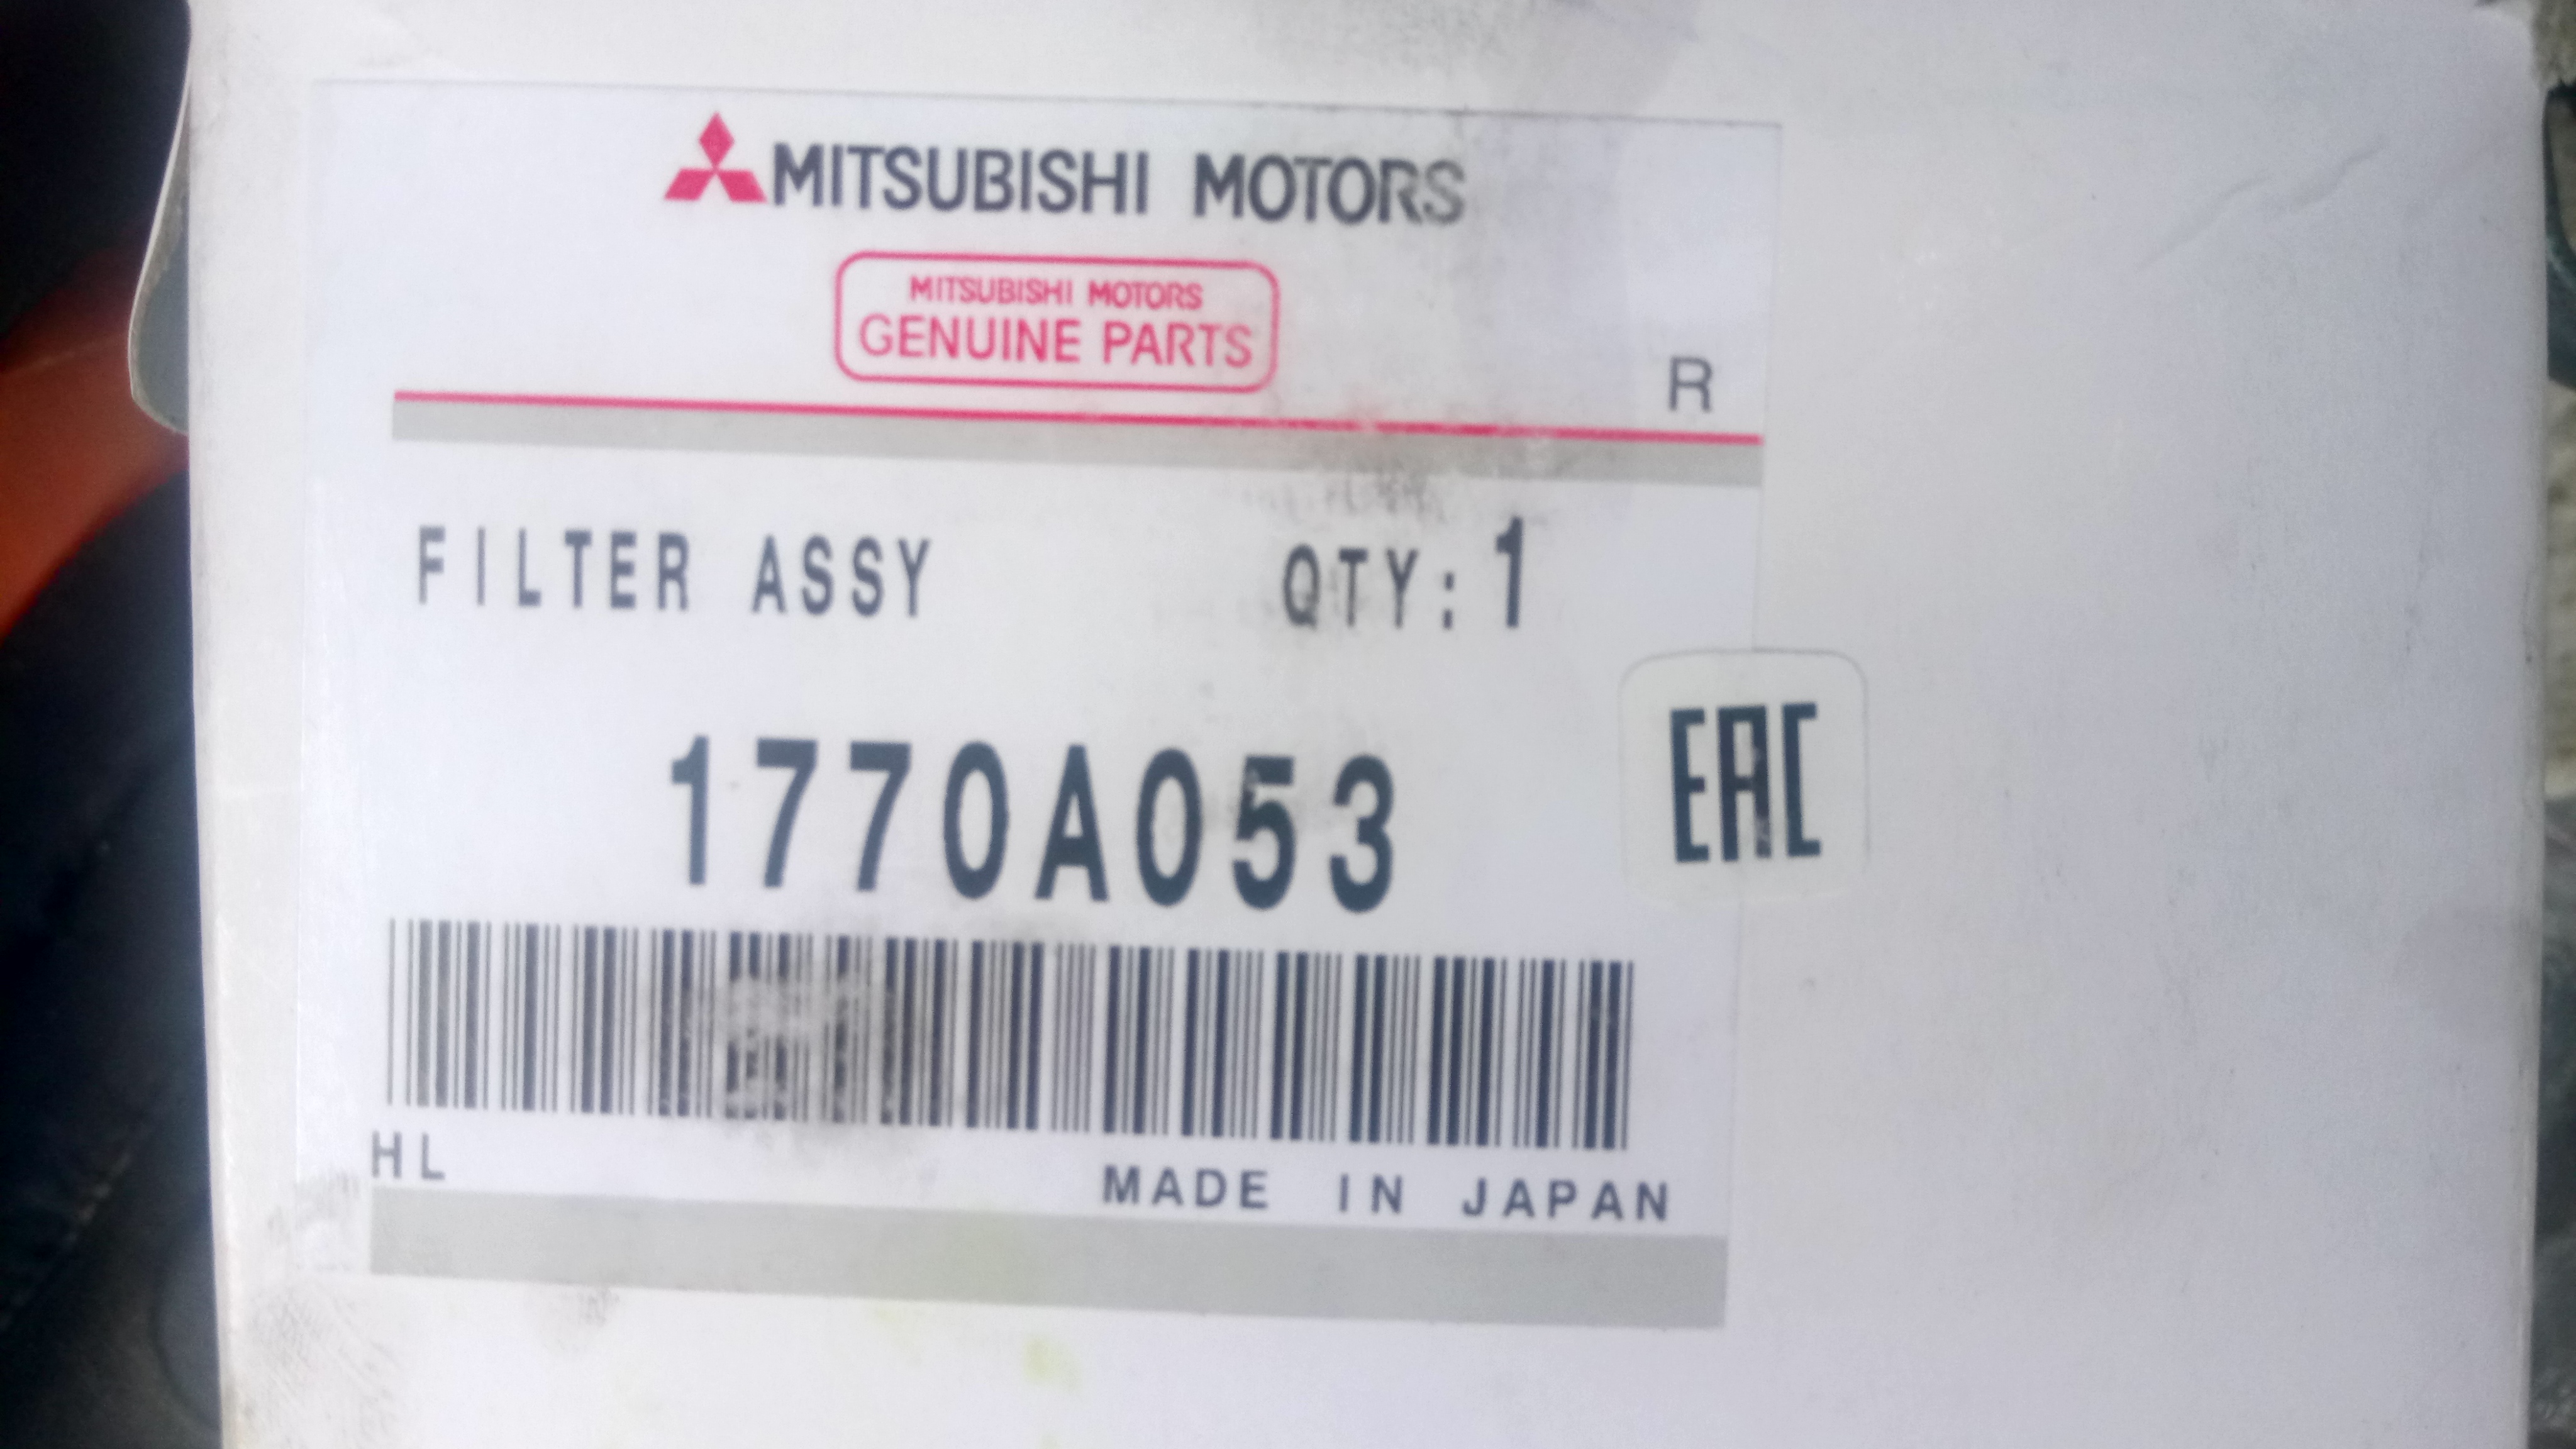 MITSUBISHI MOTORS
MITSUBISHI MOTORS
GENUINE PARTS
R
FILTER ASSY QTY: 1
1770A053
EAC
HL
MADE IN JAPAN